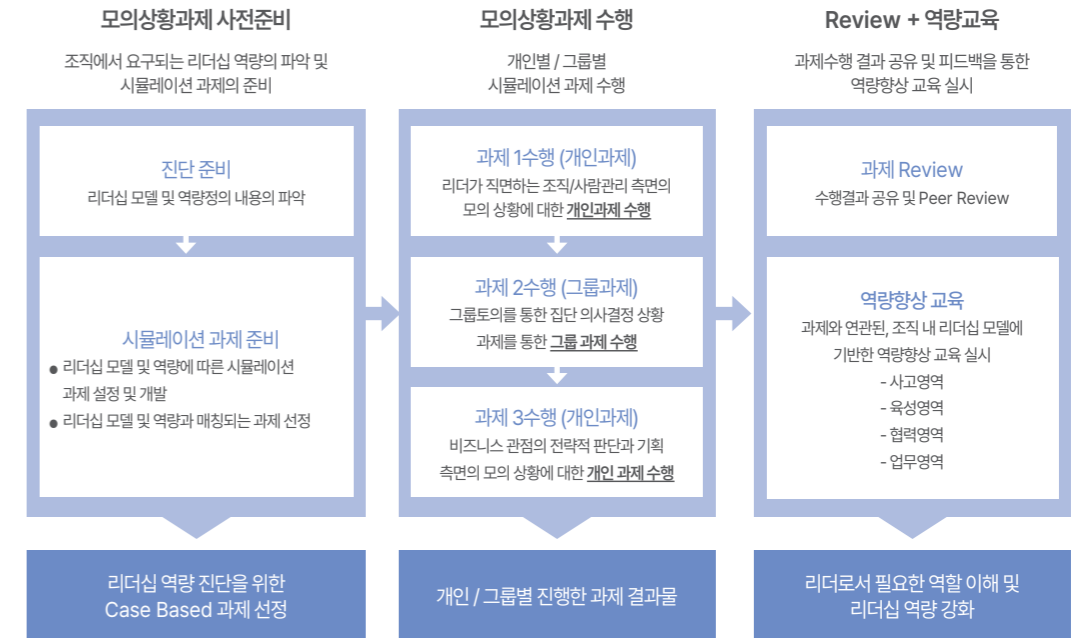 모의상황과제 사전준비
조직에서 요구되는 리더십 역량의 파악 및
시뮬레이션 과제의 준비
진단 준비
리더십 모델 및 역량정의 내용의 파악
시뮬레이션 과제 준비
● 리더십 모델 및 역량에 따른 시뮬레이션
과제 설정 및 개발
● 리더십 모델 및 역량과 매칭되는 과제 선정
리더십 역량 진단을 위한
Case Based 과제 선정
모의상황과제 수행
개인별 / 그룹별
시뮬레이션 과제 수행
과제 1수행 (개인과제)
리더가 직면하는 조직/사람관리 측면의
모의 상황에 대한 개인과제 수행
과제 2수행 (그룹과제)
그룹토의를 통한 집단 의사결정 상황
과제를 통한 그룹 과제 수행
과제 3수행 (개인과제)
비즈니스 관점의 전략적 판단과 기획
측면의 모의 상황에 대한 개인 과제 수행
개인 / 그룹별 진행한 과제 결과물
Review + 역량교육
과제수행 결과 공유 및 피드백을 통한
역량향상 교육 실시
과제 Review
수행결과 공유 및 Peer Review
역량향상 교육
과제와 연관된, 조직 내 리더십 모델에
기반한 역량향상 교육 실시
- 사고영역
- 육성영역
- 협력영역
- 업무영역
리더로서 필요한 역할 이해 및
리더십 역량 강화